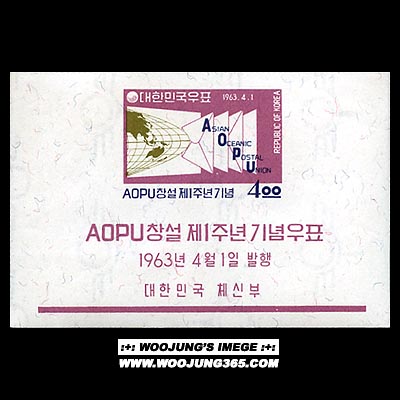 대한민국우표 1963.4.1
REPUBLIC OF KOREA
ASIAN
OCEANIC
POSTAL
UNION
AOPU창설 제1주년기념 4.00
AOPU창설 제1주년기념우표
1963년 4월 1일 발행
대한민국 체신부
:+: WOOJUNG'S IMEGE :+:
WWW.WOOJUNG365.COM